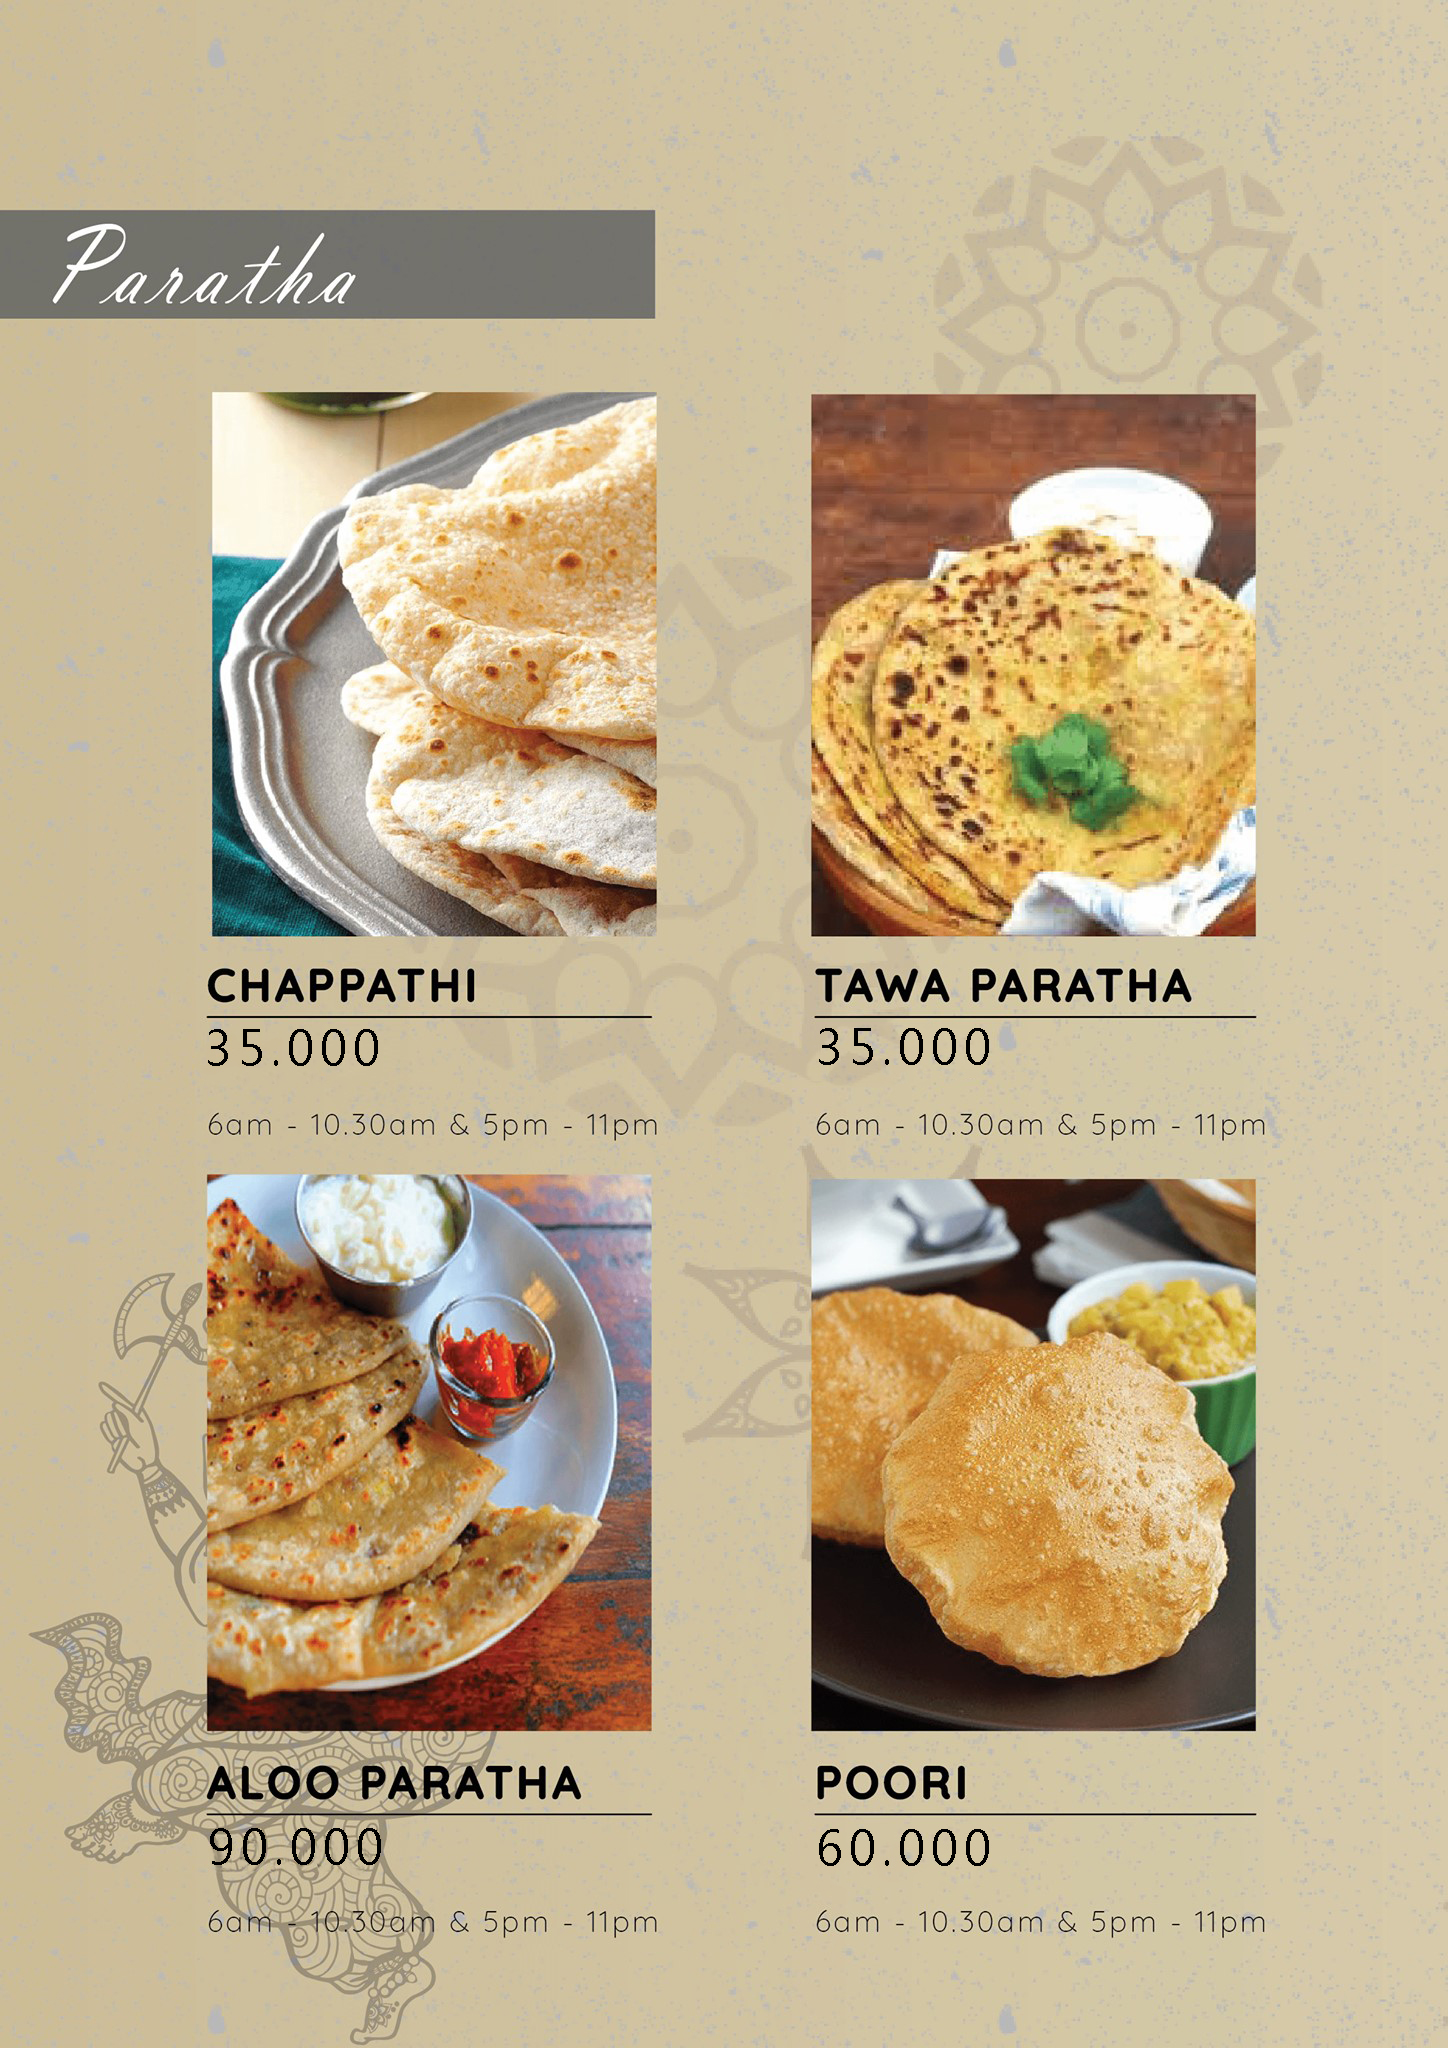 Paratha
CHAPPATHI
35.000
6am - 10.30am & 5pm - 11pm
TAWA PARATHA
35.000
6am - 10.30am & 5pm - 11pm
ALOO PARATHA
90.000
6am - 10.30am & 5pm - 11pm
POORI
60.000
6am - 10.30am & 5pm - 11pm